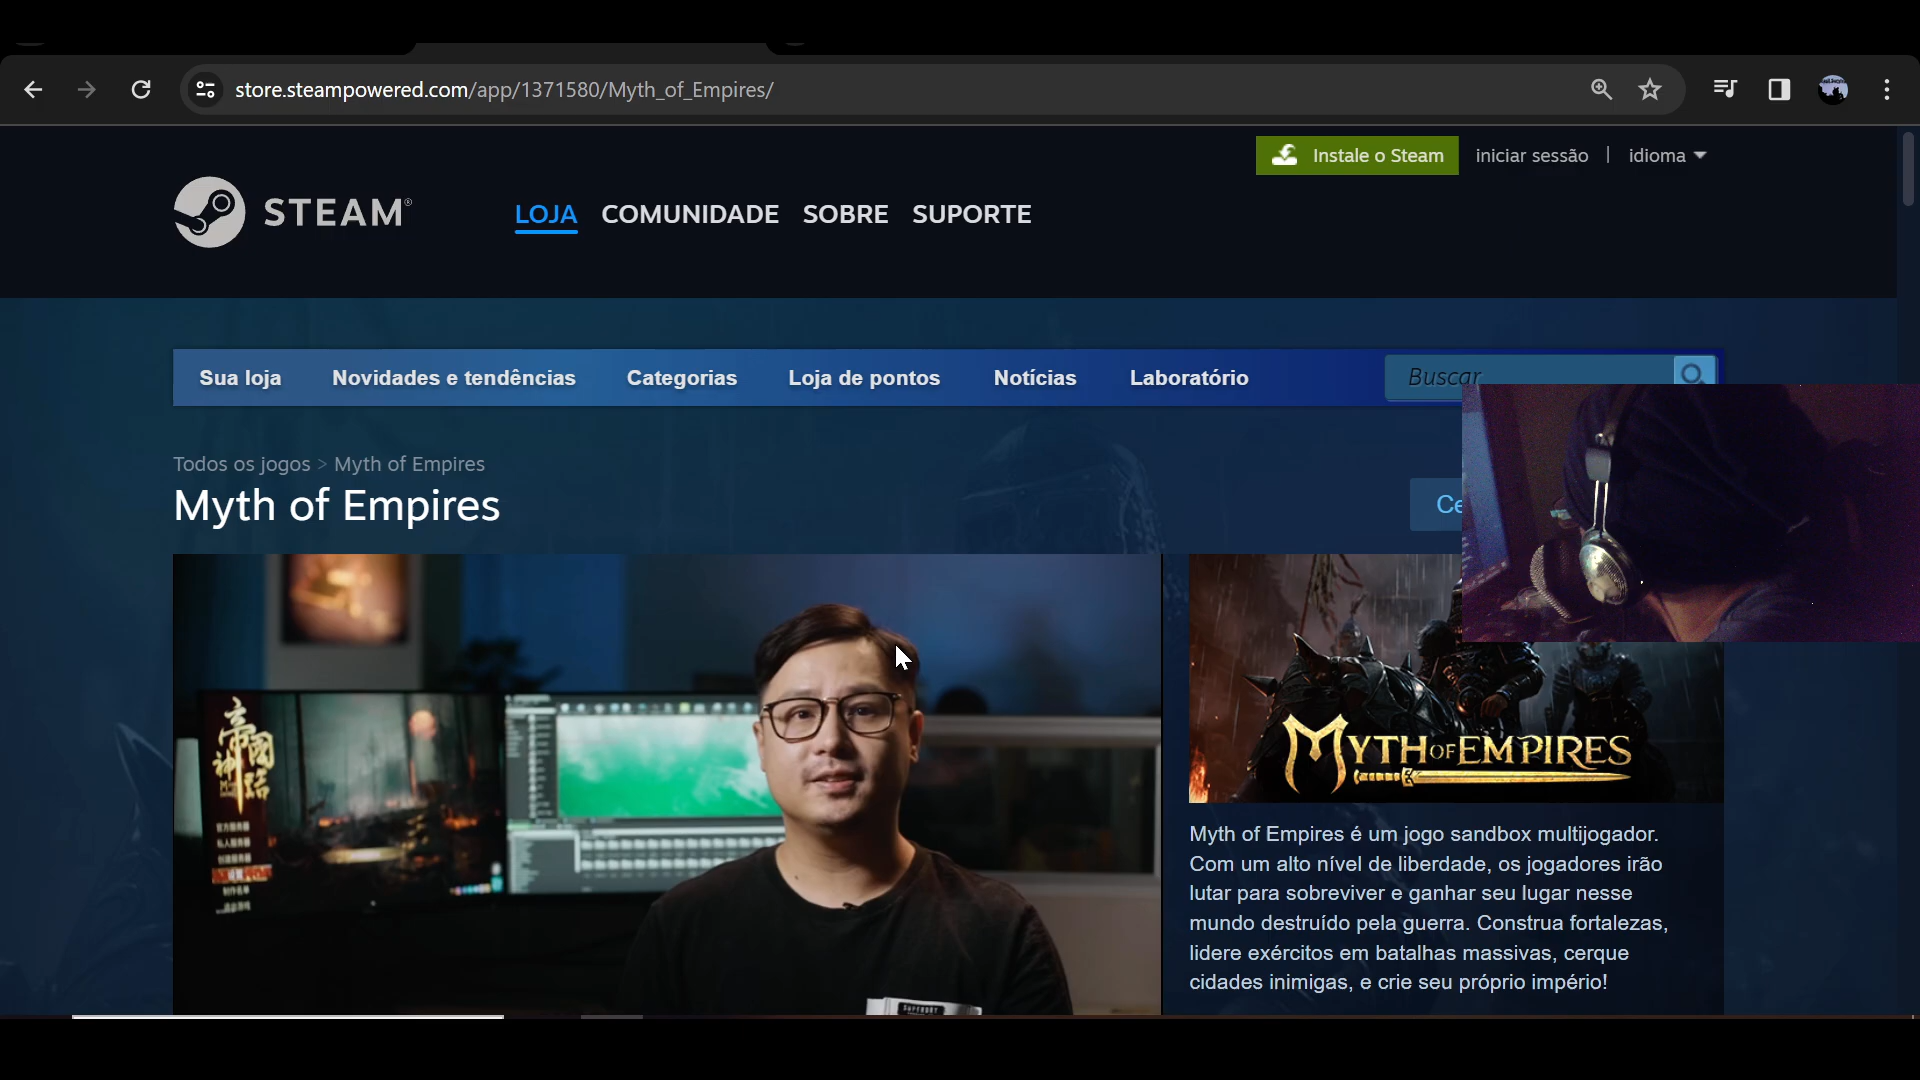 store.steampowered.com/app/1371580/Myth_of_Empires/
Instale o Steam
iniciar sessão
idioma
STEAM®
LOJA
COMUNIDADE
SOBRE
SUPORTE
Sua loja
Novidades e tendências
Categorias
Loja de pontos
Notícias
Laboratório
Buscar
Todos os jogos > Myth of Empires
Myth of Empires
Ce
帝國神話
MYTH OF EMPIRES
Myth of Empires é um jogo sandbox multijogador.
Com um alto nível de liberdade, os jogadores irão
lutar para sobreviver e ganhar seu lugar nesse
mundo destruído pela guerra. Construa fortalezas,
lidere exércitos em batalhas massivas, cerque
cidades inimigas, e crie seu próprio império!